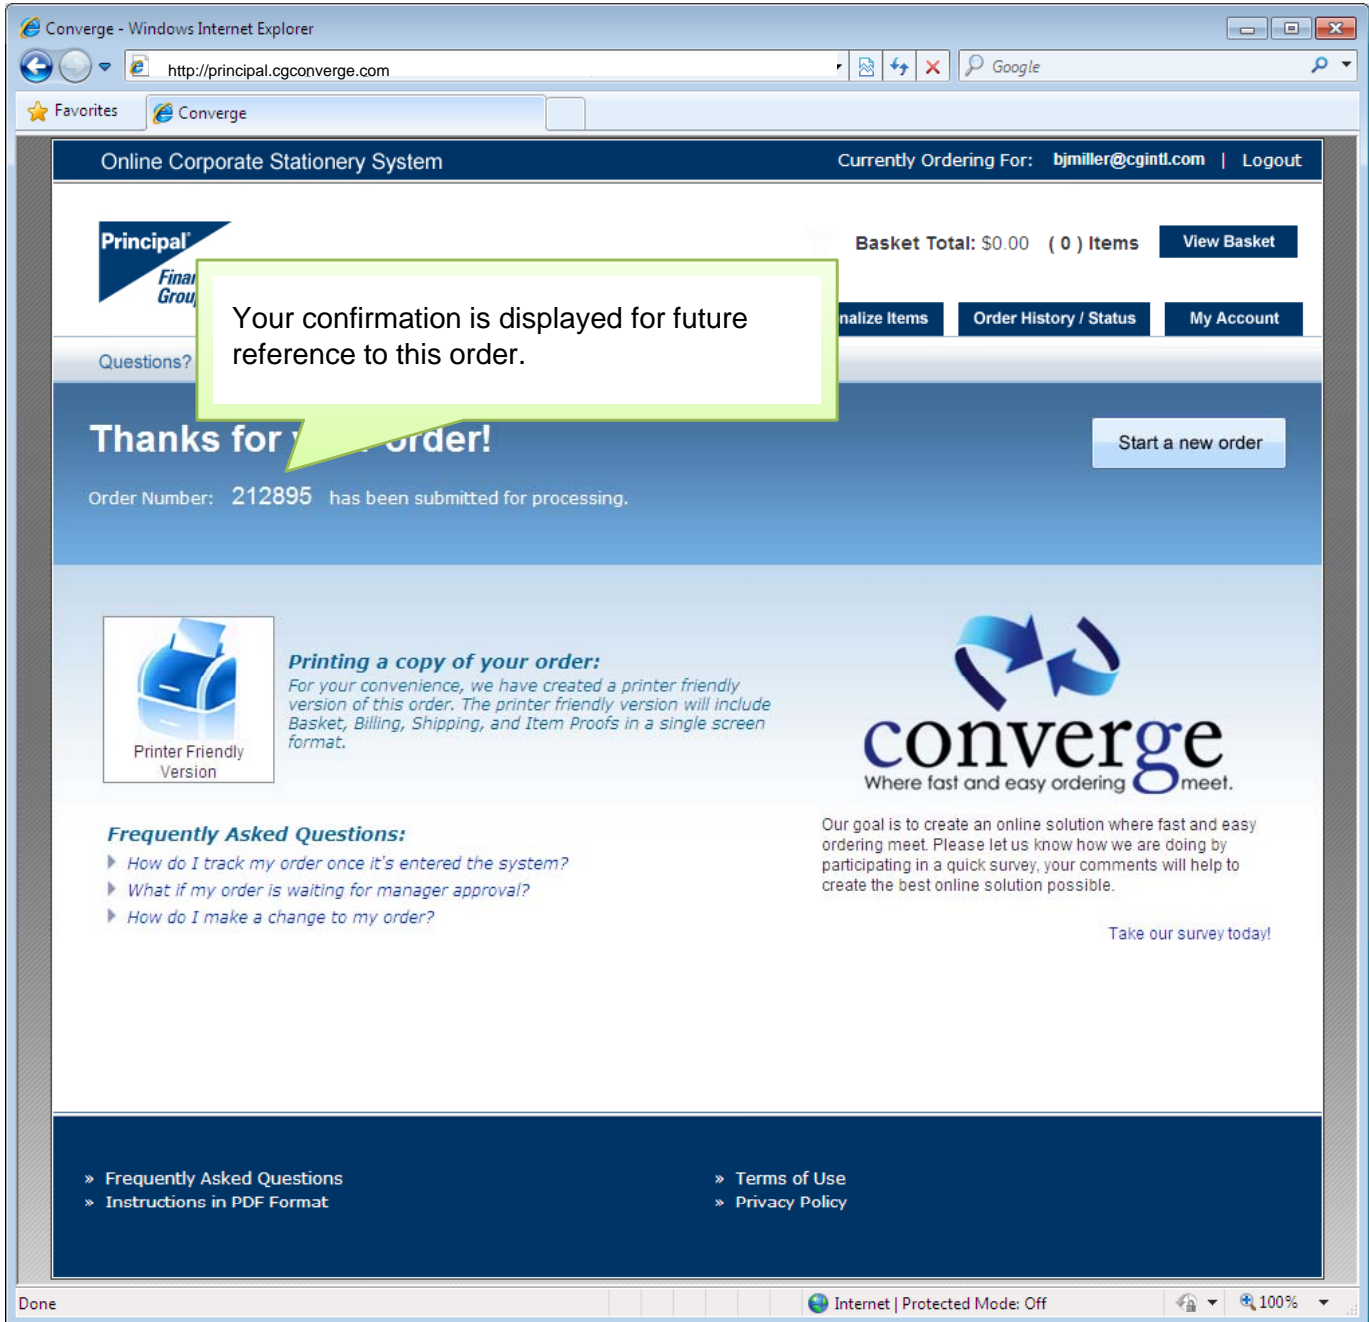 Converge - Windows Internet Explorer
http://principal.cgconverge.com
Google
Favorites
Converge
Online Corporate Stationery System
Currently Ordering For: bjmiller@cgintl.com | Logout
Principal
Basket Total: $0.00 ( 0 ) Items
View Basket
Your confirmation is displayed for future
reference to this order.
Order History / Status
My Account
Items
Questions?
Thanks for order!
Start a new order
Order Number: 212895 has been submitted for processing.
Printer Friendly
Version
Printing a copy of your order:
For your convenience, we have created a printer friendly
version of this order. The printer friendly version will include
Basket, Billing, Shipping, and Item Proofs in a single screen
format.
converge
Where fast and easy ordering meet.
Frequently Asked Questions:
How do I track my order once it's entered the system?
What if my order is waiting for manager approval?
How do I make a change to my order?
Our goal is to create an online solution where fast and easy
ordering meet. Please let us know how we are doing by
participating in a quick survey, your comments will help to
create the best online solution possible.
Take our survey today!
» Frequently Asked Questions
» Instructions in PDF Format
» Terms of Use
» Privacy Policy
Done
Internet | Protected Mode: Off
100%